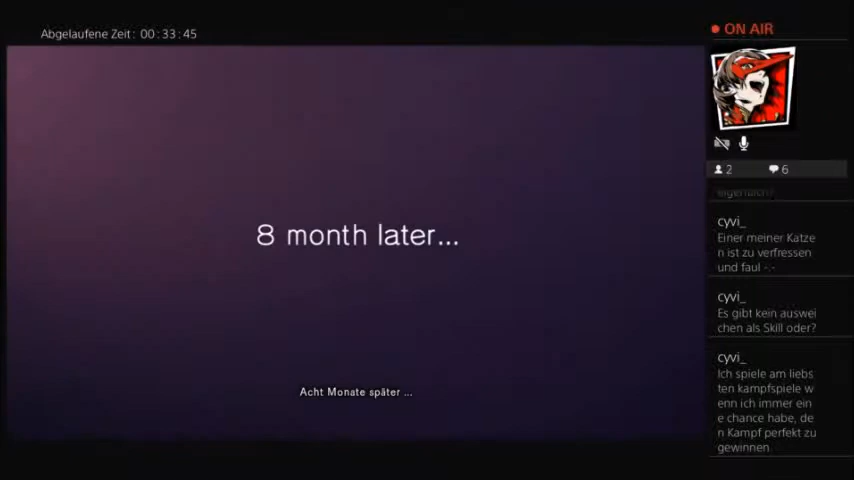 Abgelaufene Zeit: 00:33:45
ON AIR
8 month later...
Acht Monate später ...
2 6
cyvi_
Einer meiner Katze
n ist zu verfressen
und faul -.-
cyvi_
Es gibt kein auswei
chen als Skill oder?
cyvi_
Ich spiele am liebs
ten kampfspiele w
enn ich immer ein
e chance habe, de
n Kampf perfekt zu
gewinnen